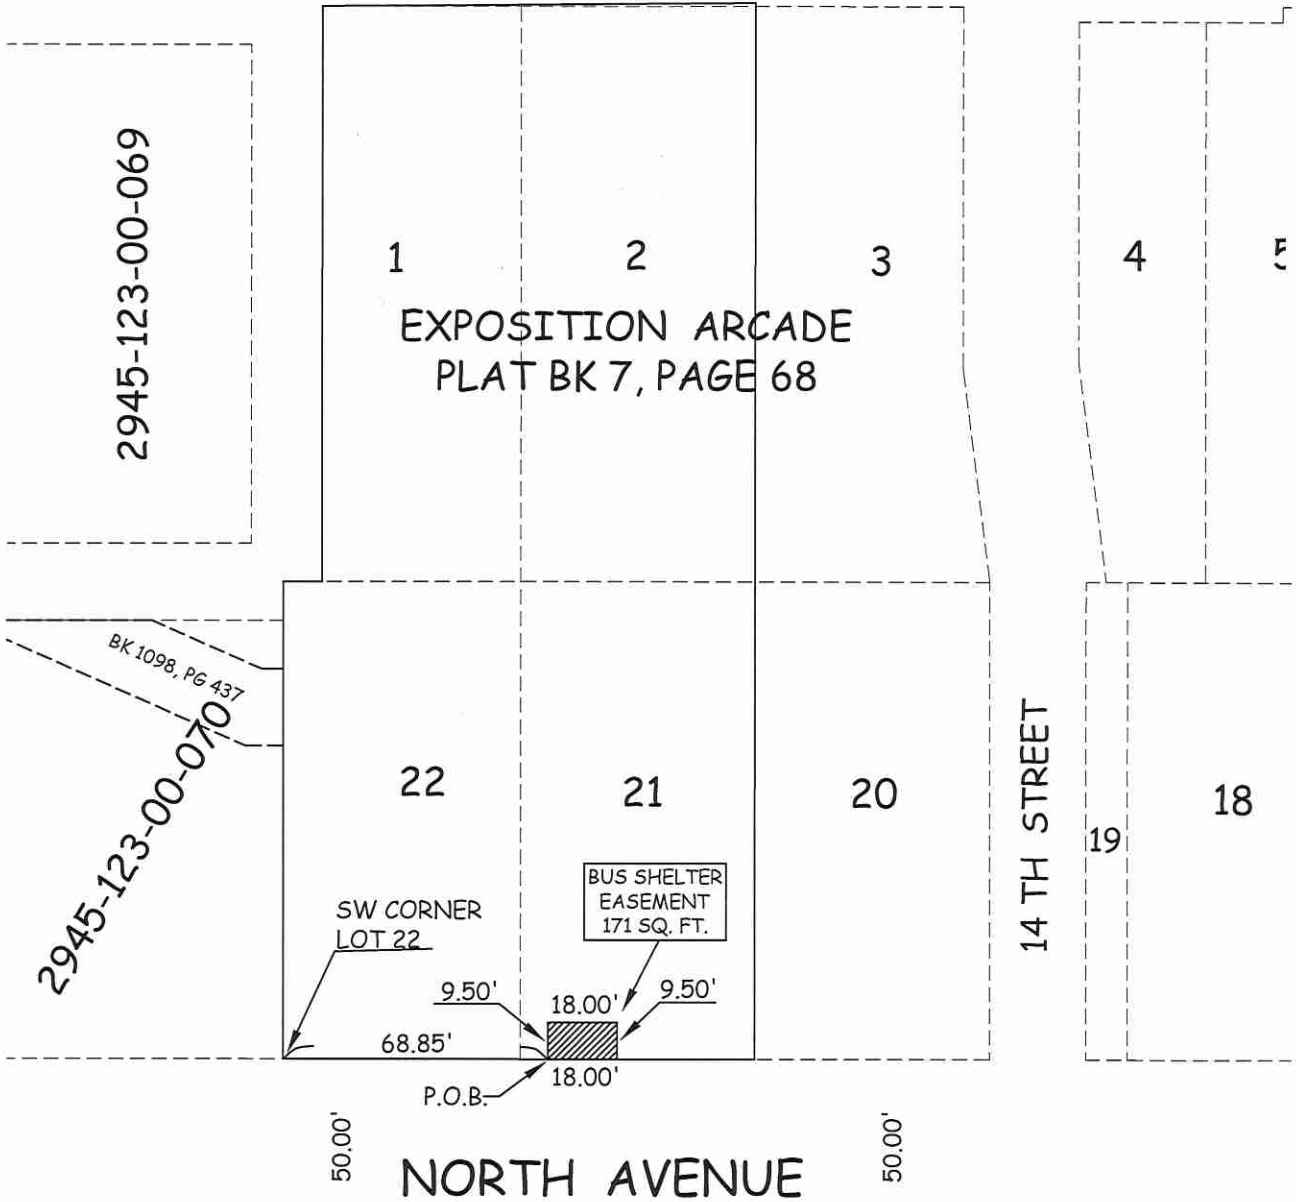 2945-123-00-069
1
2
3
4
5
EXPOSITION ARCADE
PLAT BK 7, PAGE 68
BK 1098, PG 437
2945-123-00-070
22
21
20
14 TH STREET
19
18
BUS SHELTER
EASEMENT
171 SQ. FT.
SW CORNER
LOT 22
9.50'
18.00'
9.50'
68.85'
18.00'
P.O.B.
50.00'
50.00'
NORTH AVENUE